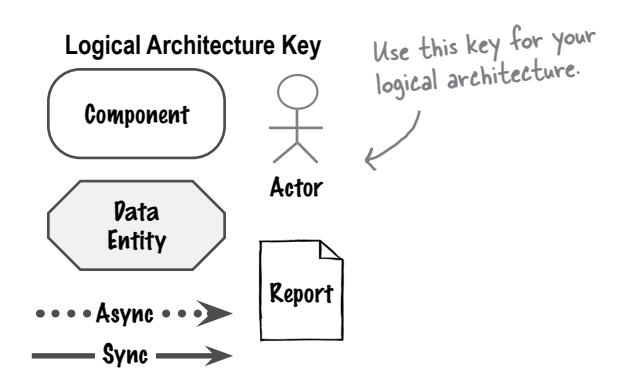 Logical Architecture Key
Use this key for your
logical architecture.
Component
Actor
Data
Entity
Report
Async
Sync